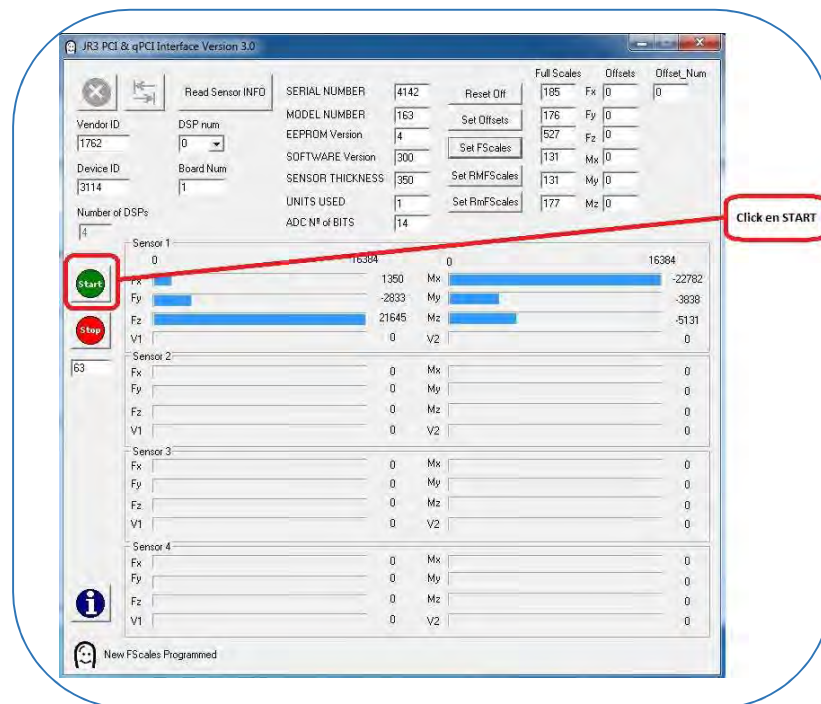 JR3 PCI & qPCI Interface Version 3.0
Full Scales Offsets Offset_Num
Read Sensor INFO SERIAL NUMBER 4142 Reset Off 185 Fx 0 0
Vendor ID DSP num MODEL NUMBER 163 Set Offsets 176 Fy 0
1762 0 EEPROM Version 4 Set FScales 527 Fz 0
SOFTWARE Version 300 131 Mx 0
Device ID Board Num SENSOR THICKNESS 350 Set RMFScales 131 My 0
3114 1
UNITS USED 1 Set RmFScales 177 Mz 0
Number of DSPs ADC Nº of BITS 14
4
Click en START
Sensor 1
0 16384 0 16384
Start Fx 1350 Mx -22782
Fy -2833 My -3838
Fz 21645 Mz -5131
Stop V1 0 V2 0
Sensor 2
63 Fx 0 Mx 0
Fy 0 My 0
Fz 0 Mz 0
V1 0 V2 0
Sensor 3
Fx 0 Mx 0
Fy 0 My 0
Fz 0 Mz 0
V1 0 V2 0
Sensor 4
Fx 0 Mx 0
Fy 0 My 0
Fz 0 Mz 0
V1 0 V2 0
New FScales Programmed